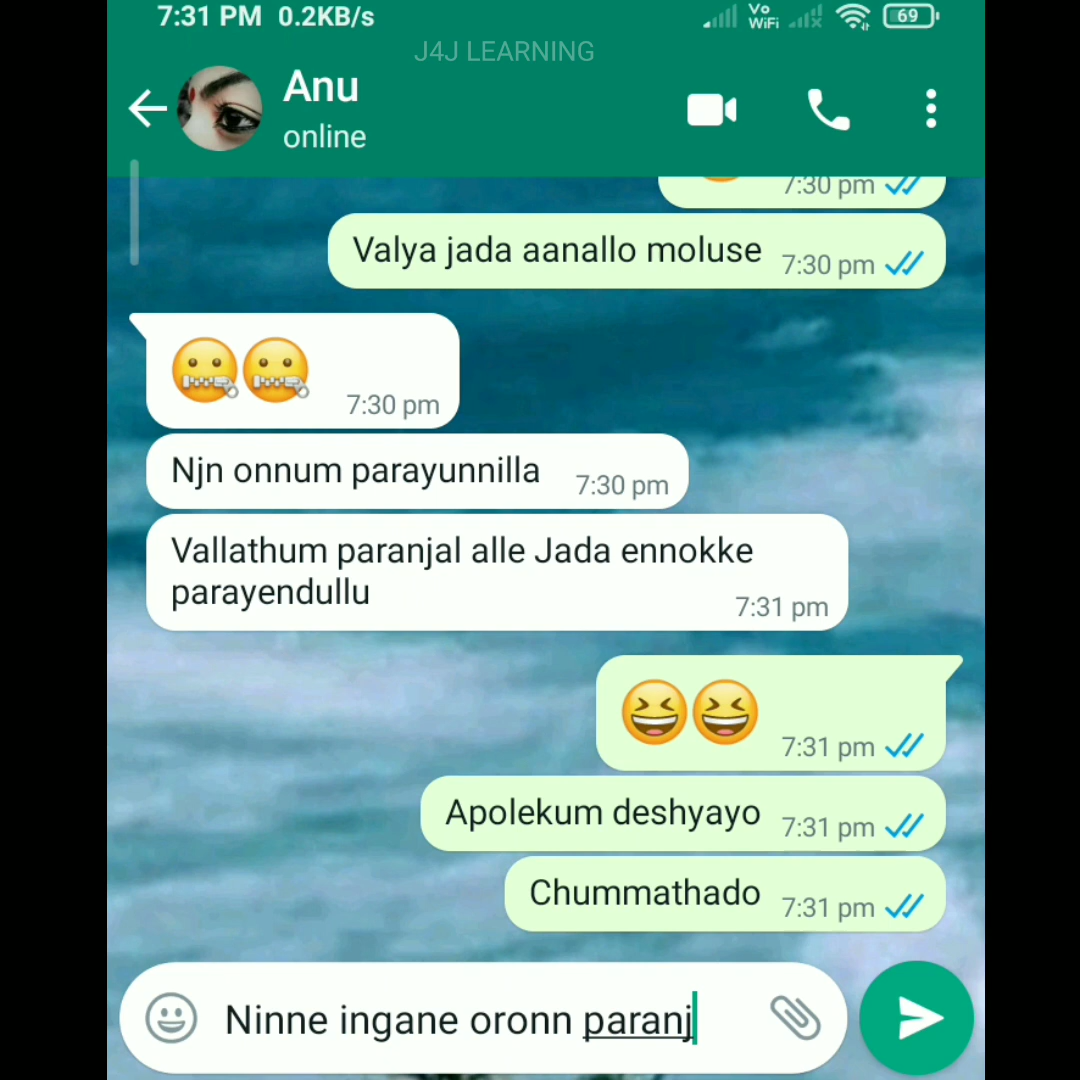 7:31 PM 0.2KB/s
Vo WiFi
69
J4J LEARNING
Anu
online
7:30 pm
Valya jada aanallo moluse 7:30 pm
7:30 pm
Njn onnum parayunnilla 7:30 pm
Vallathum paranjal alle Jada ennokke
parayendullu
7:31 pm
7:31 pm
Apolekum deshyayo 7:31 pm
Chummathado 7:31 pm
Ninne ingane oronn paranj